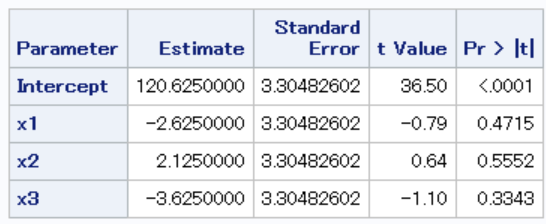 Parameter Estimate Standard Error t Value Pr > |t|
Intercept 120.6250000 3.30482602 36.50 <.0001
x1 -2.6250000 3.30482602 -0.79 0.4715
x2 2.1250000 3.30482602 0.64 0.5552
x3 -3.6250000 3.30482602 -1.10 0.3343